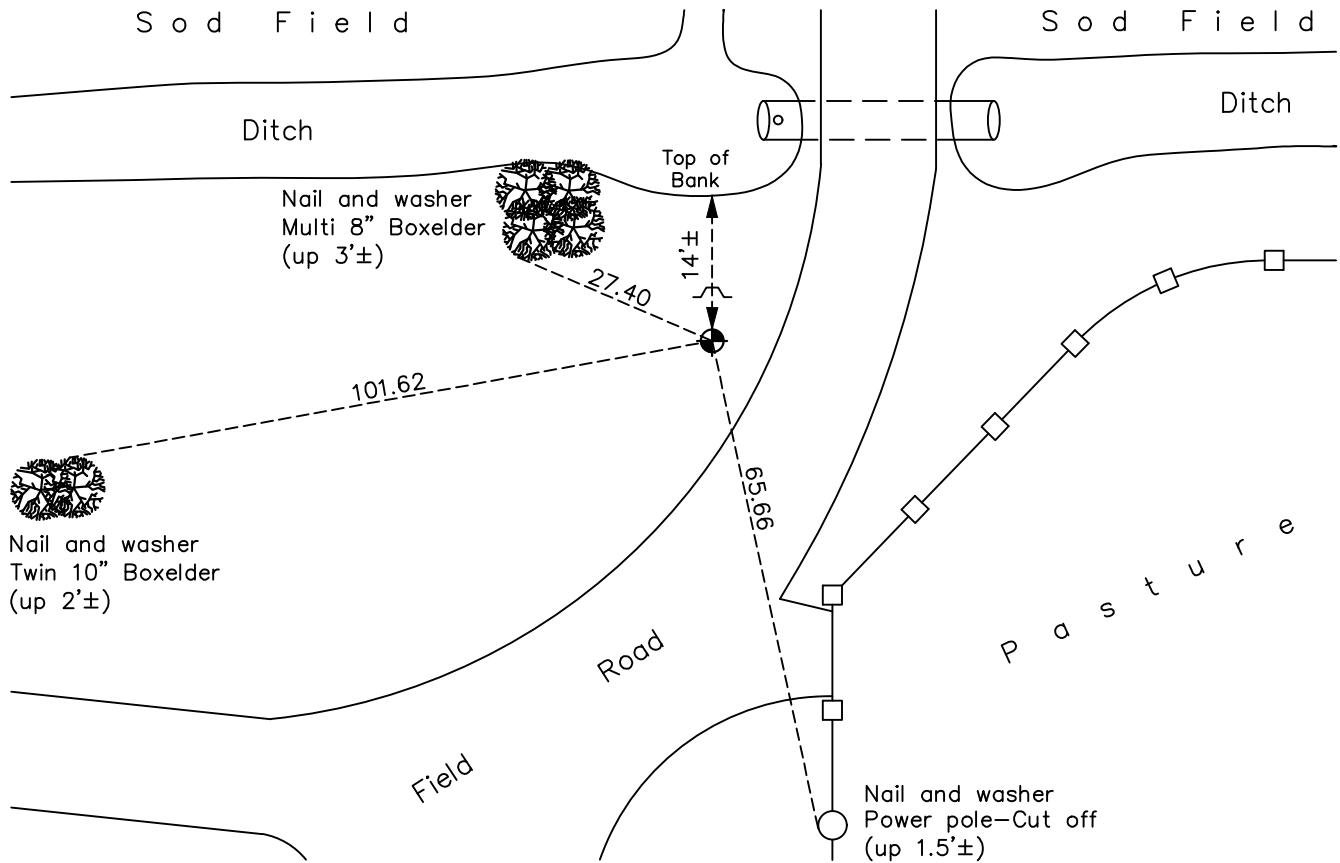 Sod Field
Sod Field
Ditch
Ditch
Top of
Bank
Nail and washer
Multi 8” Boxelder
(up 3'±)
14'±
27.40
101.62
65.66
Nail and washer
Twin 10” Boxelder
(up 2'±)
Pasture
Field Road
Nail and washer
Power pole-Cut off
(up 1.5'±)